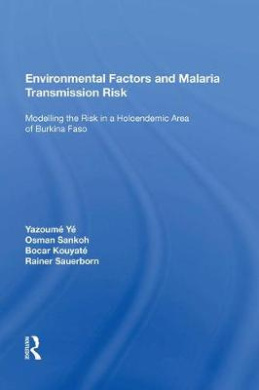 Environmental Factors and Malaria
Transmission Risk
Modelling the Risk in a Holoendemic Area
of Burkina Faso
Yazoumé Yé
Osman Sankoh
Bocar Kouyaté
Rainer Sauerborn
R
ROUTLEDGE